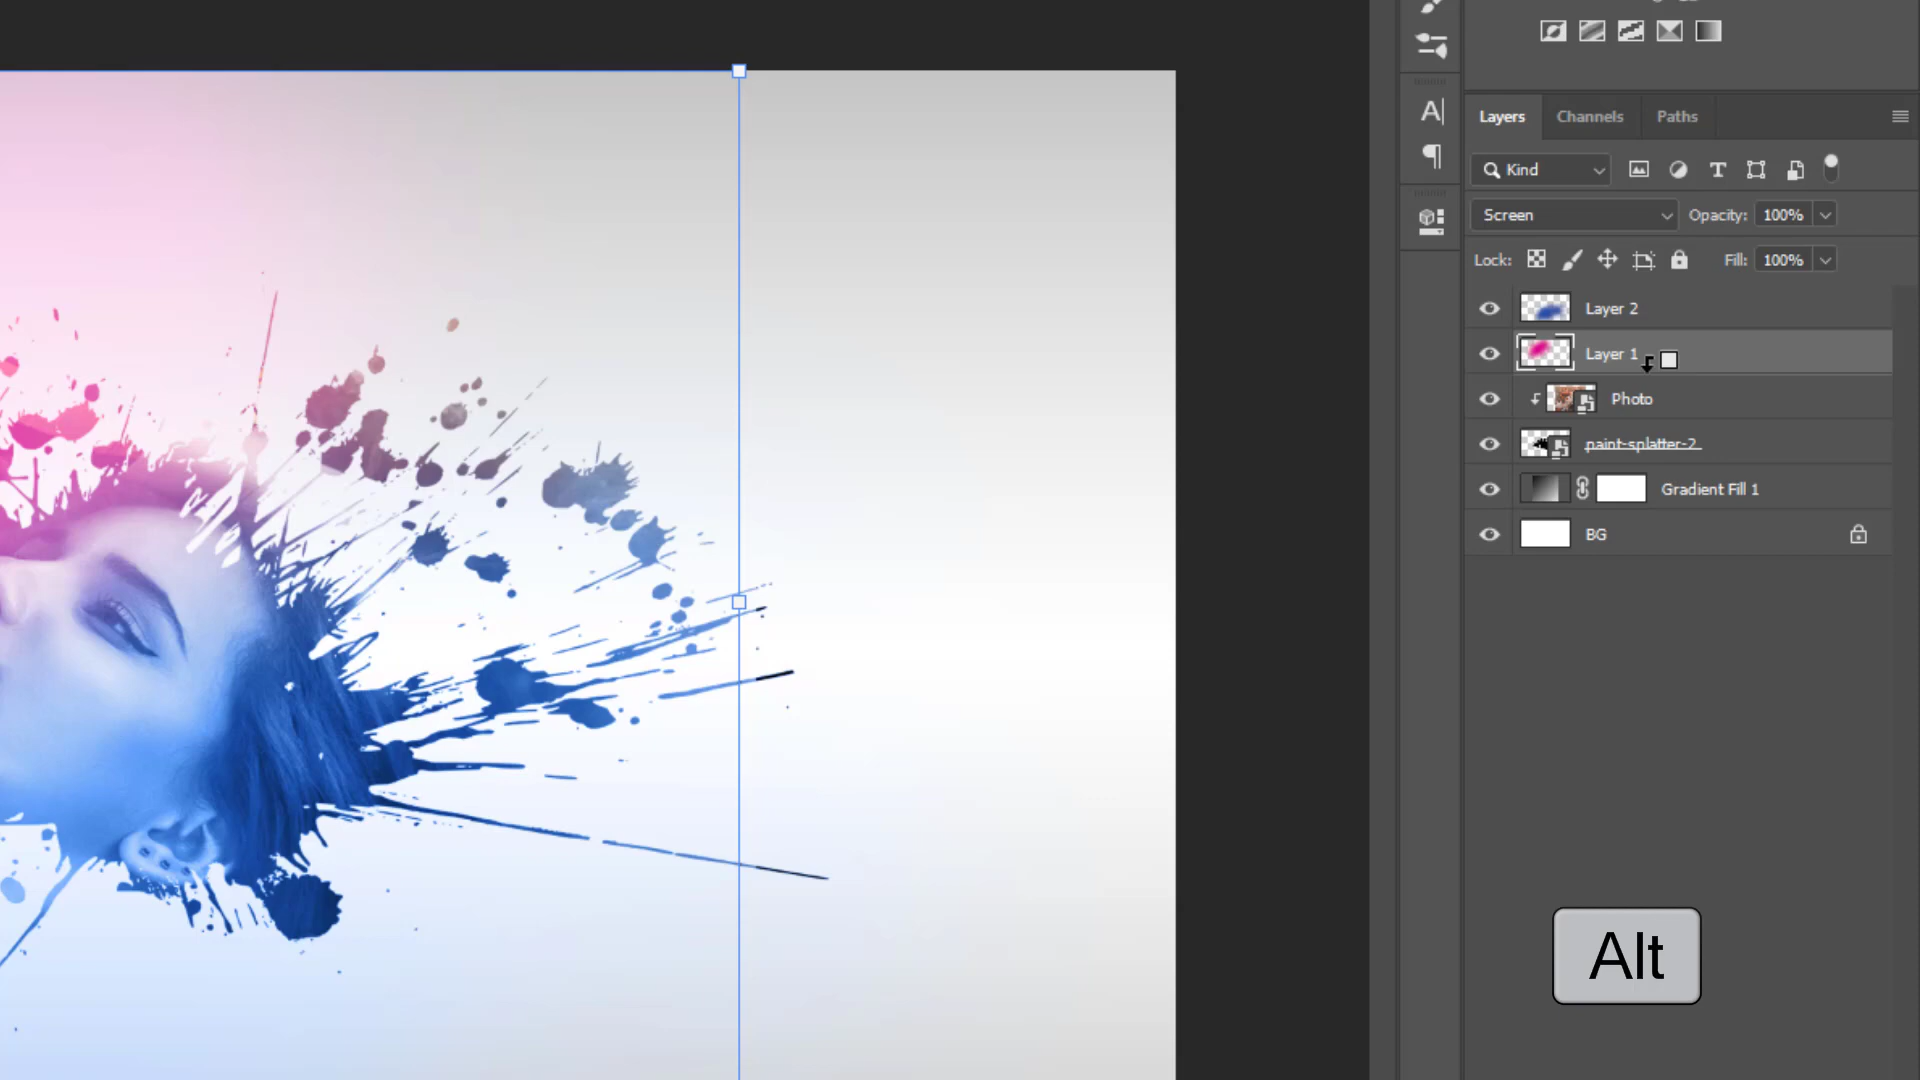 Layers Channels Paths
Kind
Screen Opacity: 100%
Lock: Fill: 100%
Layer 2
Layer 1
Photo
paint-splatter-2
Gradient Fill 1
BG
Alt